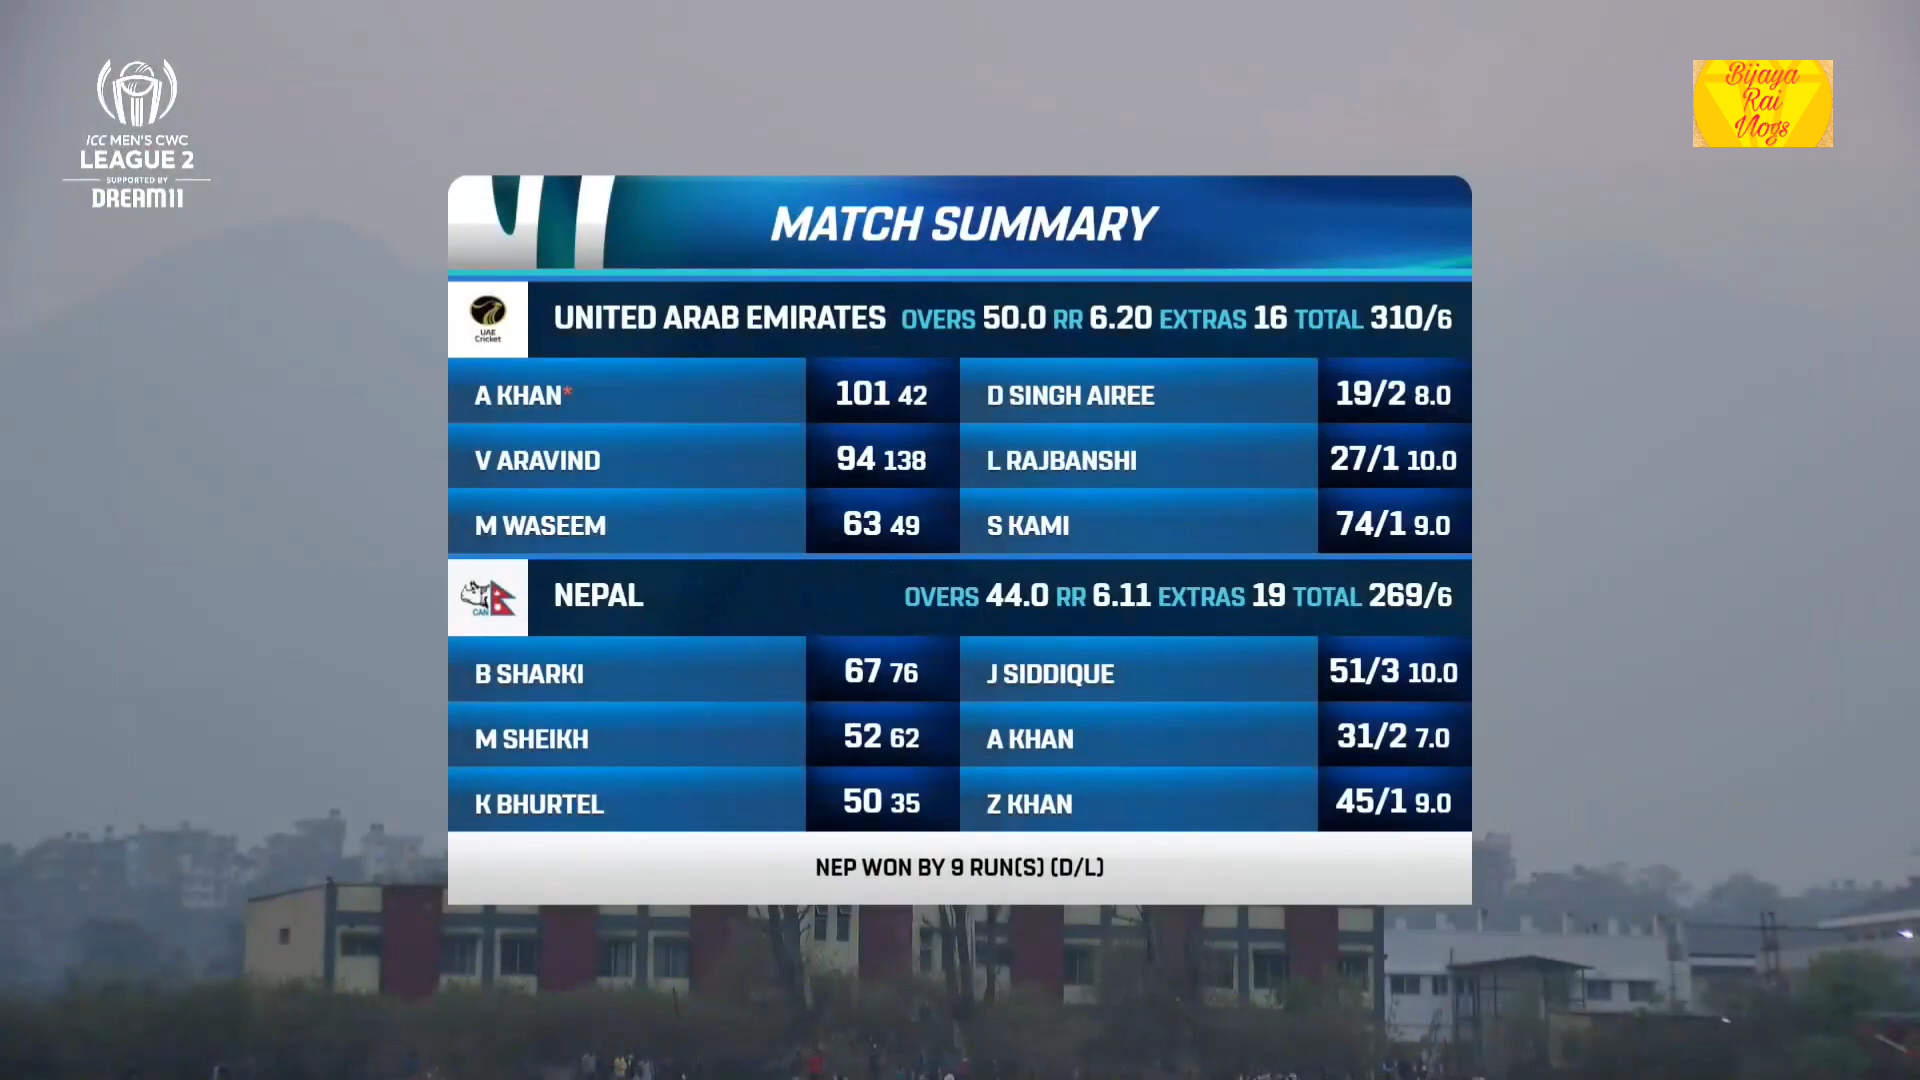 ICC MEN'S CWC
LEAGUE 2
SUPPORTED BY
DREAM11
Bijaya
Rai
Vlogs
MATCH SUMMARY
UAE
Cricket
UNITED ARAB EMIRATES OVERS 50.0 RR 6.20 EXTRAS 16 TOTAL 310/6
A KHAN* 101 42 D SINGH AIREE 19/2 8.0
V ARAVIND 94 138 L RAJBANSHI 27/1 10.0
M WASEEM 63 49 S KAMI 74/1 9.0
CAN
NEPAL OVERS 44.0 RR 6.11 EXTRAS 19 TOTAL 269/6
B SHARKI 67 76 J SIDDIQUE 51/3 10.0
M SHEIKH 52 62 A KHAN 31/2 7.0
K BHURTEL 50 35 Z KHAN 45/1 9.0
NEP WON BY 9 RUN(S) (D/L)